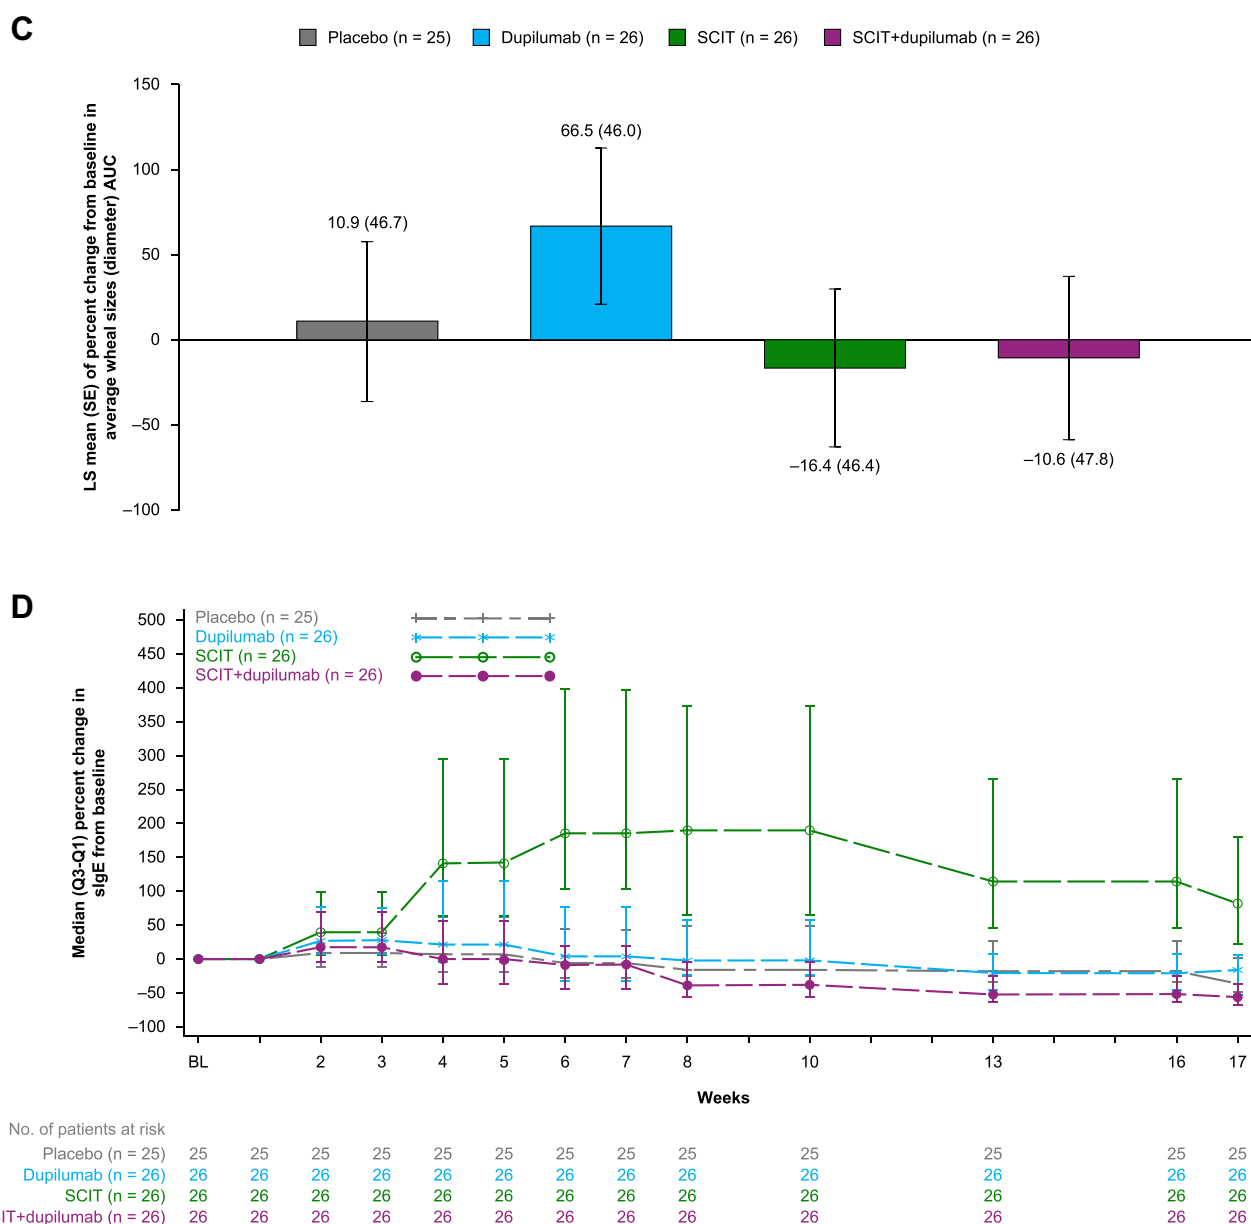 C
Placebo (n = 25) Dupilumab (n = 26) SCIT (n = 26) SCIT+dupilumab (n = 26)
LS mean (SE) of percent change from baseline in
average wheal sizes (diameter) AUC
150
100
50
0
–50
–100
10.9 (46.7)
66.5 (46.0)
–16.4 (46.4)
–10.6 (47.8)
D
Placebo (n = 25)
Dupilumab (n = 26)
SCIT (n = 26)
SCIT+dupilumab (n = 26)
Median (Q3-Q1) percent change in
sIgE from baseline
500
450
400
350
300
250
200
150
100
50
0
–50
–100
BL 2 3 4 5 6 7 8 10 13 16 17
Weeks
No. of patients at risk
Placebo (n = 25) 25 25 25 25 25 25 25 25 25 25 25 25 25
Dupilumab (n = 26) 26 26 26 26 26 26 26 26 26 26 26 26 26
SCIT (n = 26) 26 26 26 26 26 26 26 26 26 26 26 26 26
CIT+dupilumab (n = 26) 26 26 26 26 26 26 26 26 26 26 26 26 26